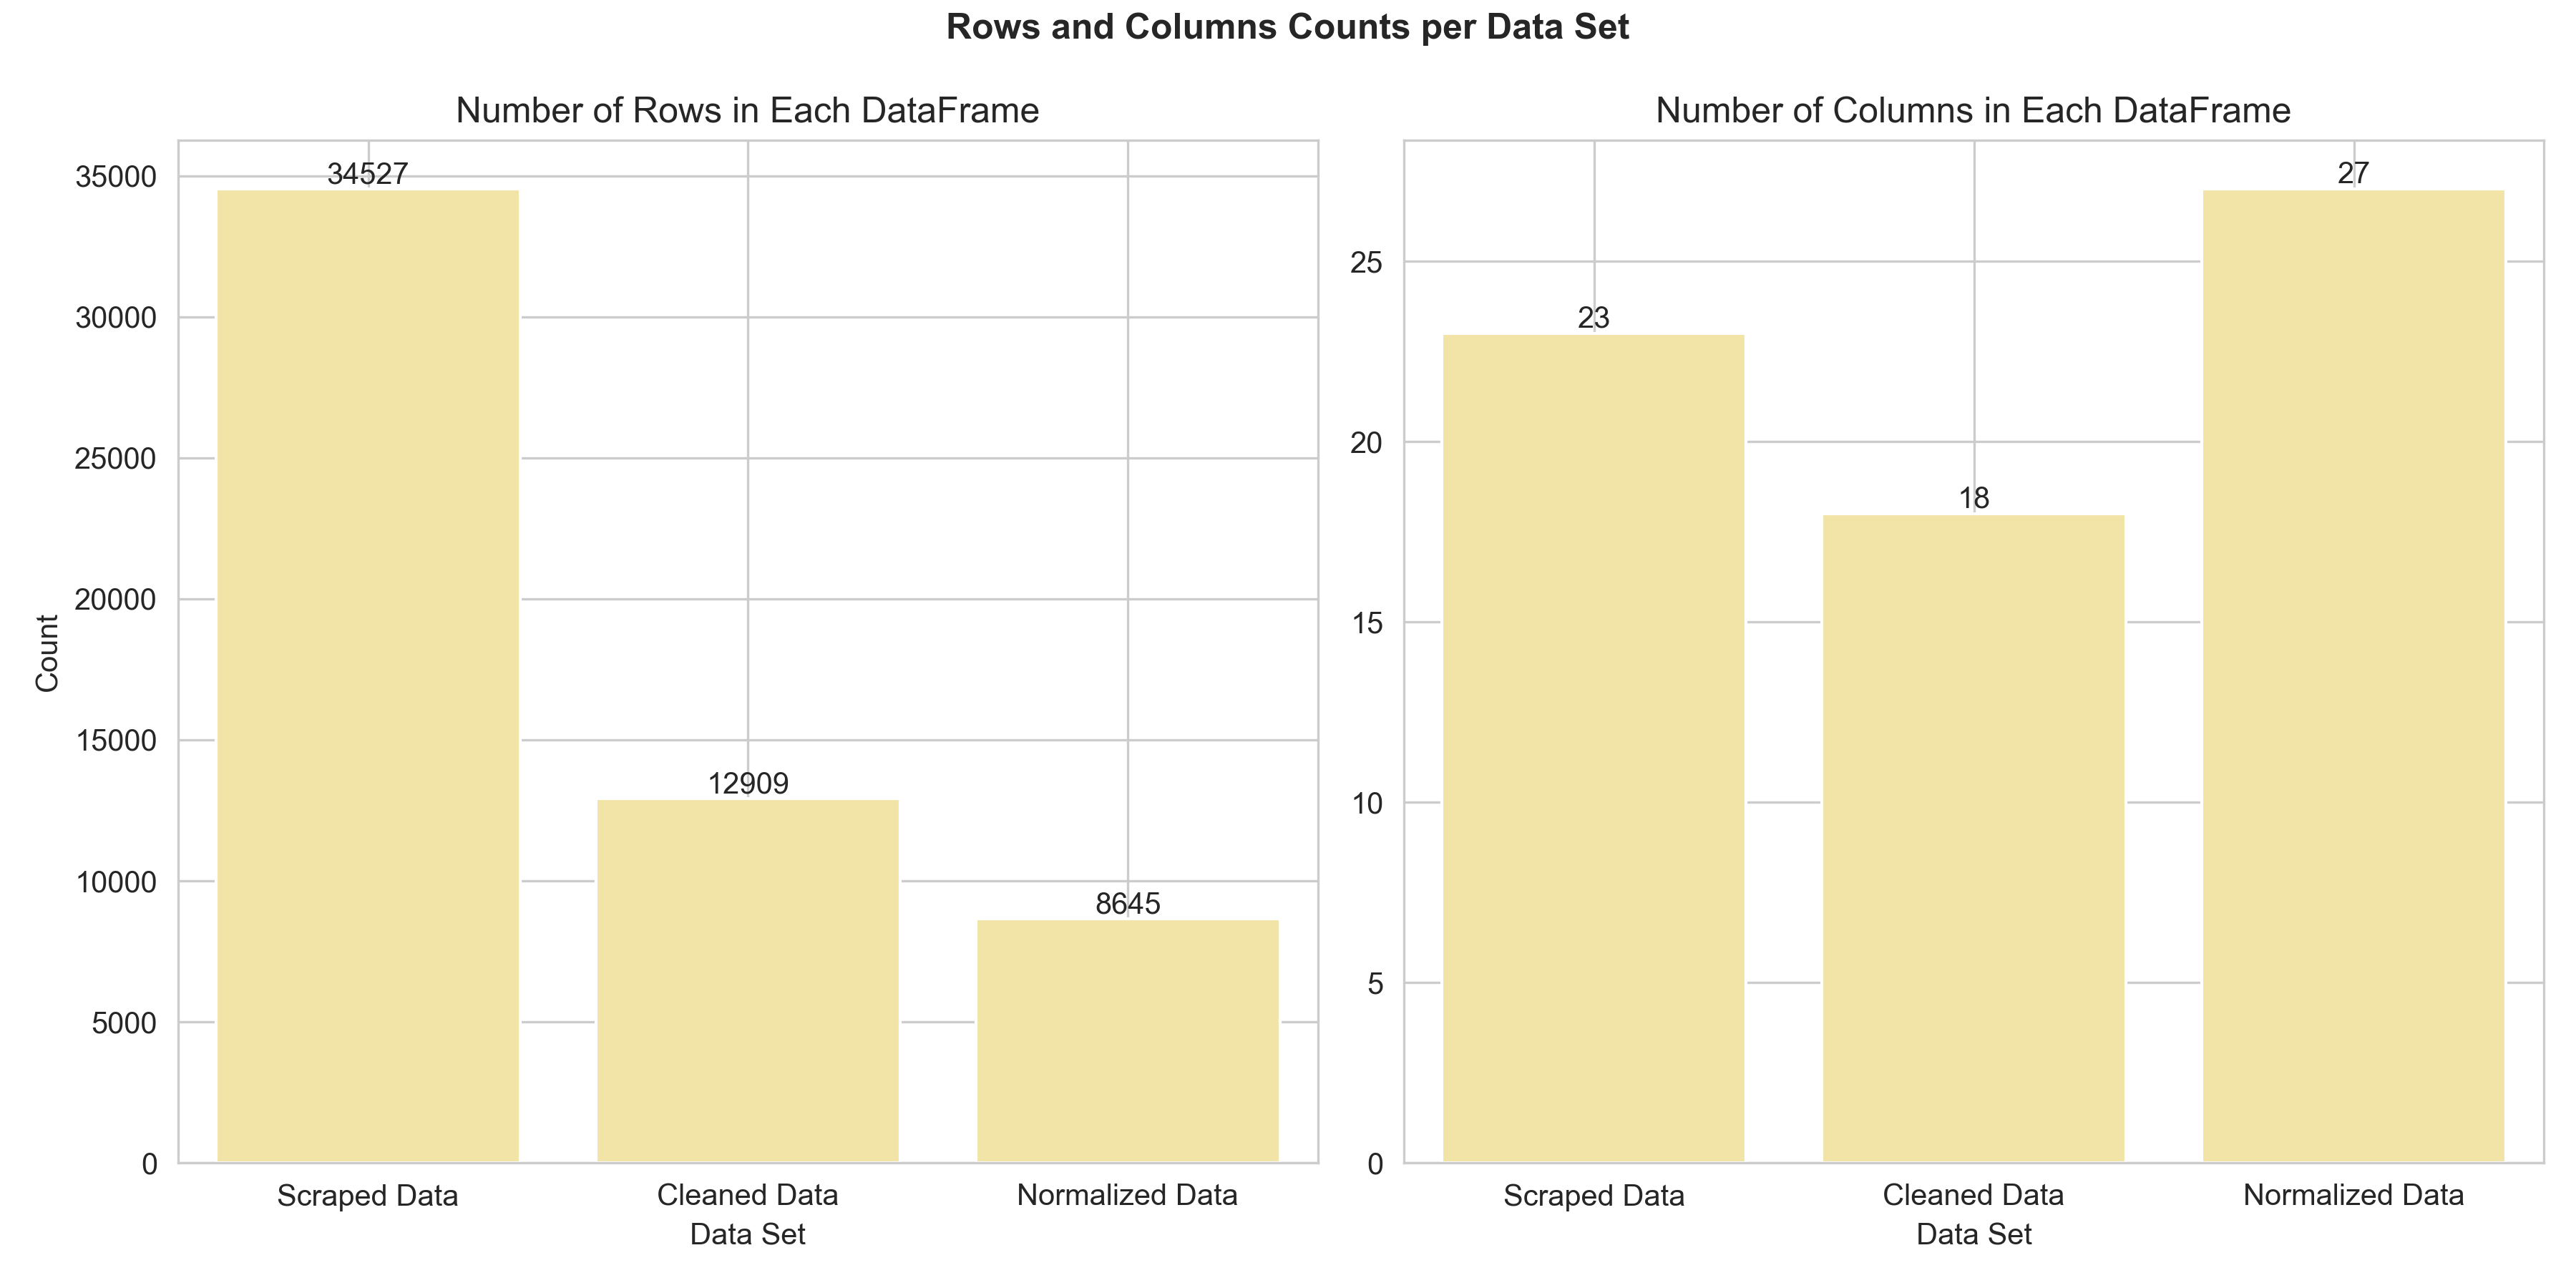 Rows and Columns Counts per Data Set
Number of Rows in Each DataFrame
35000
30000
25000
20000
15000
10000
5000
0
Count
34527
12909
8645
Scraped Data
Cleaned Data
Normalized Data
Data Set
Number of Columns in Each DataFrame
25
20
15
10
5
0
23
18
27
Scraped Data
Cleaned Data
Normalized Data
Data Set